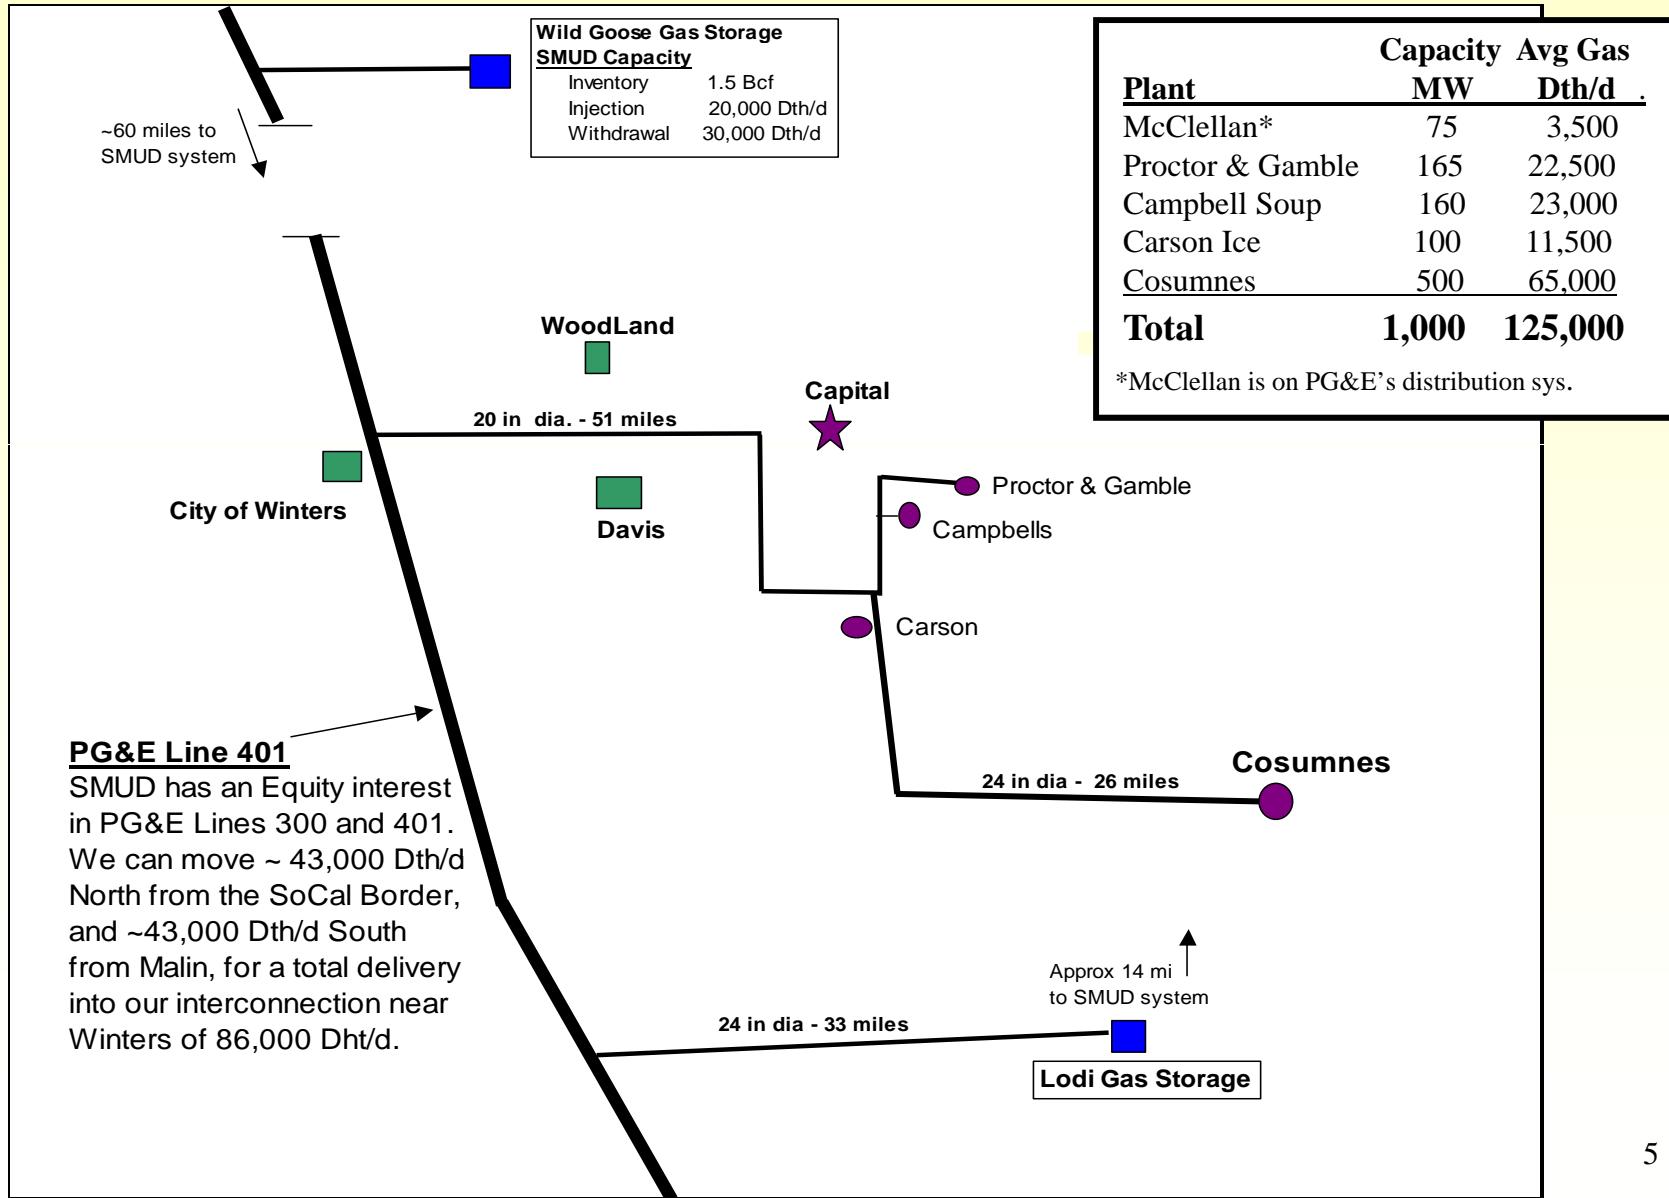 Wild Goose Gas Storage
SMUD Capacity
Inventory 1.5 Bcf
Injection 20,000 Dth/d
Withdrawal 30,000 Dth/d
Capacity Avg Gas
Plant MW Dth/d .
McClellan* 75 3,500
Proctor & Gamble 165 22,500
Campbell Soup 160 23,000
Carson Ice 100 11,500
Cosumnes 500 65,000
Total 1,000 125,000
*McClellan is on PG&E's distribution sys.
~60 miles to
SMUD system
WoodLand
Capital
20 in dia. - 51 miles
City of Winters
Davis
Proctor & Gamble
Campbells
Carson
PG&E Line 401
SMUD has an Equity interest
in PG&E Lines 300 and 401.
We can move ~ 43,000 Dth/d
North from the SoCal Border,
and ~43,000 Dth/d South
from Malin, for a total delivery
into our interconnection near
Winters of 86,000 Dht/d.
Cosumnes
24 in dia - 26 miles
Approx 14 mi
to SMUD system
24 in dia - 33 miles
Lodi Gas Storage
5